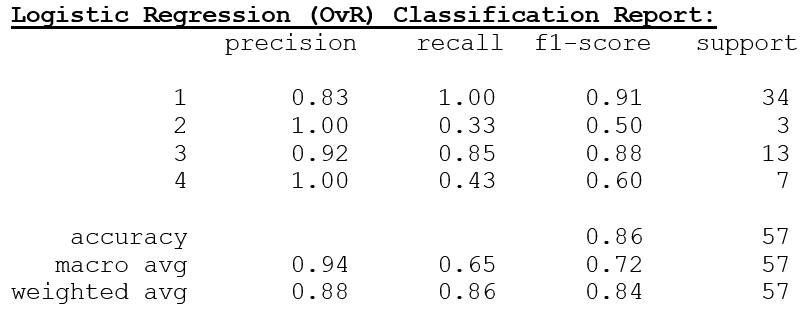 Logistic Regression (OvR) Classification Report:
precision recall f1-score support
1 0.83 1.00 0.91 34
2 1.00 0.33 0.50 3
3 0.92 0.85 0.88 13
4 1.00 0.43 0.60 7
accuracy 0.86 57
macro avg 0.94 0.65 0.72 57
weighted avg 0.88 0.86 0.84 57